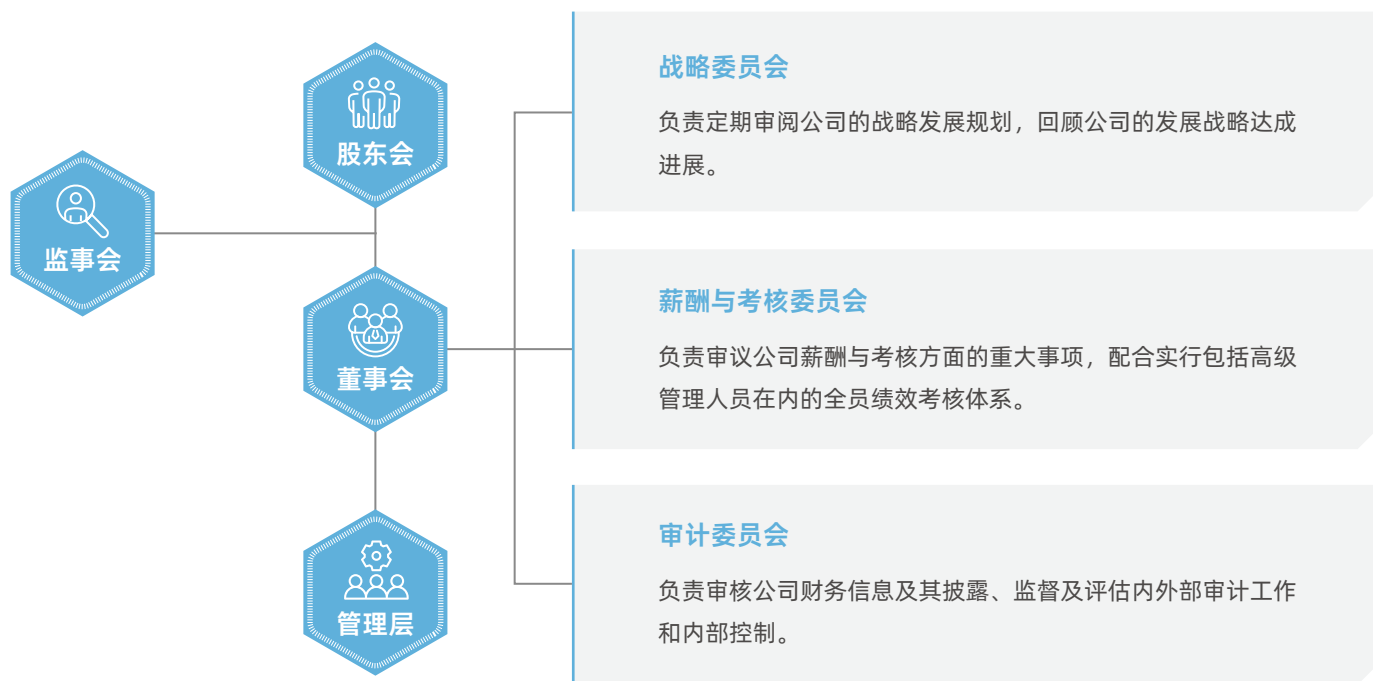 股东会
监事会
董事会
管理层
战略委员会
负责定期审阅公司的战略发展规划，回顾公司的发展战略达成
进展。
薪酬与考核委员会
负责审议公司薪酬与考核方面的重大事项，配合实行包括高级
管理人员在内的全员绩效考核体系。
审计委员会
负责审核公司财务信息及其披露、监督及评估内外部审计工作
和内部控制。